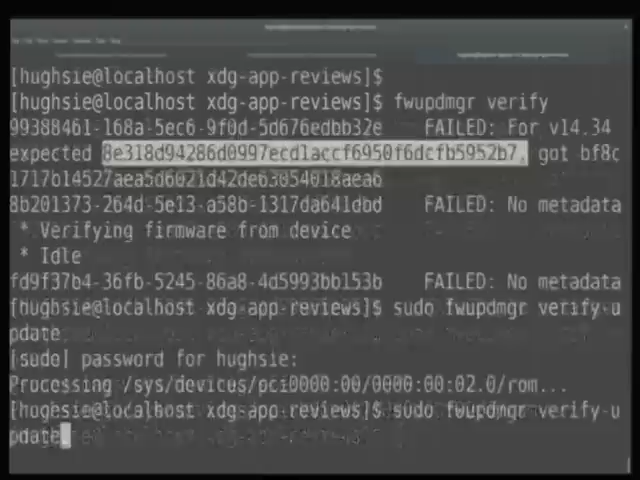 [hughsie@localhost xdg-app-reviews]$
[hughsie@localhost xdg-app-reviews]$ fwupdmgr verify
99388461-168a-5ec6-9f0d-5d676edbb32e    FAILED: For v14.34
expected 8e318d94286d0997ecd1accf6950f6dcfb5952b7, got bf8c
1717b14527aea5d6021d42de63054018aea6
8b201373-264d-5e13-a58b-1317da641dbd    FAILED: No metadata
 * Verifying firmware from device
 * Idle
fd9f37b4-36fb-5245-86a8-4d5993bb153b    FAILED: No metadata
[hughsie@localhost xdg-app-reviews]$ sudo fwupdmgr verify-u
pdate
[sudo] password for hughsie:
Processing /sys/devices/pci0000:00/0000:00:02.0/rom...
[hughsie@localhost xdg-app-reviews]$ sudo fwupdmgr verify-u
pdate